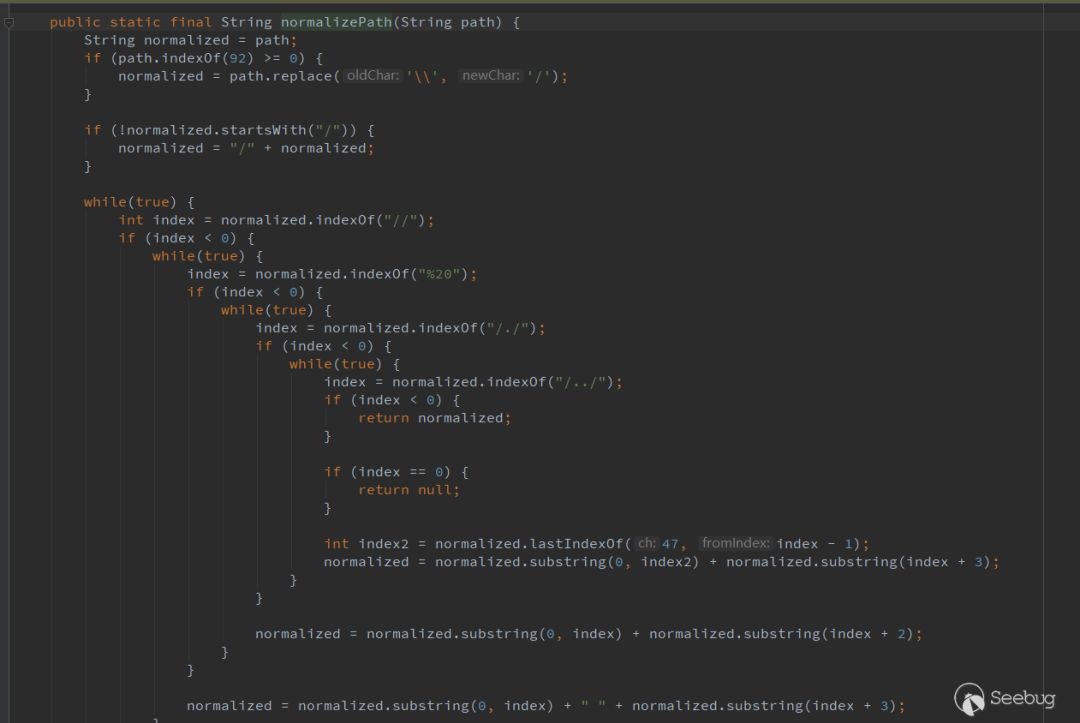 public static final String normalizePath(String path) {
    String normalized = path;
    if (path.indexOf(92) >= 0) {
        normalized = path.replace( oldChar: '\\', newChar: '/');
    }

    if (!normalized.startsWith("/")) {
        normalized = "/" + normalized;
    }

    while(true) {
        int index = normalized.indexOf("//");
        if (index < 0) {
            while(true) {
                index = normalized.indexOf("%20");
                if (index < 0) {
                    while(true) {
                        index = normalized.indexOf("/./");
                        if (index < 0) {
                            while(true) {
                                index = normalized.indexOf("/../");
                                if (index < 0) {
                                    return normalized;
                                }

                                if (index == 0) {
                                    return null;
                                }

                                int index2 = normalized.lastIndexOf( ch: 47, fromIndex: index - 1);
                                normalized = normalized.substring(0, index2) + normalized.substring(index + 3);
                            }
                        }

                        normalized = normalized.substring(0, index) + normalized.substring(index + 2);
                    }
                }

                normalized = normalized.substring(0, index) + " " + normalized.substring(index + 3);
            }
Seebug